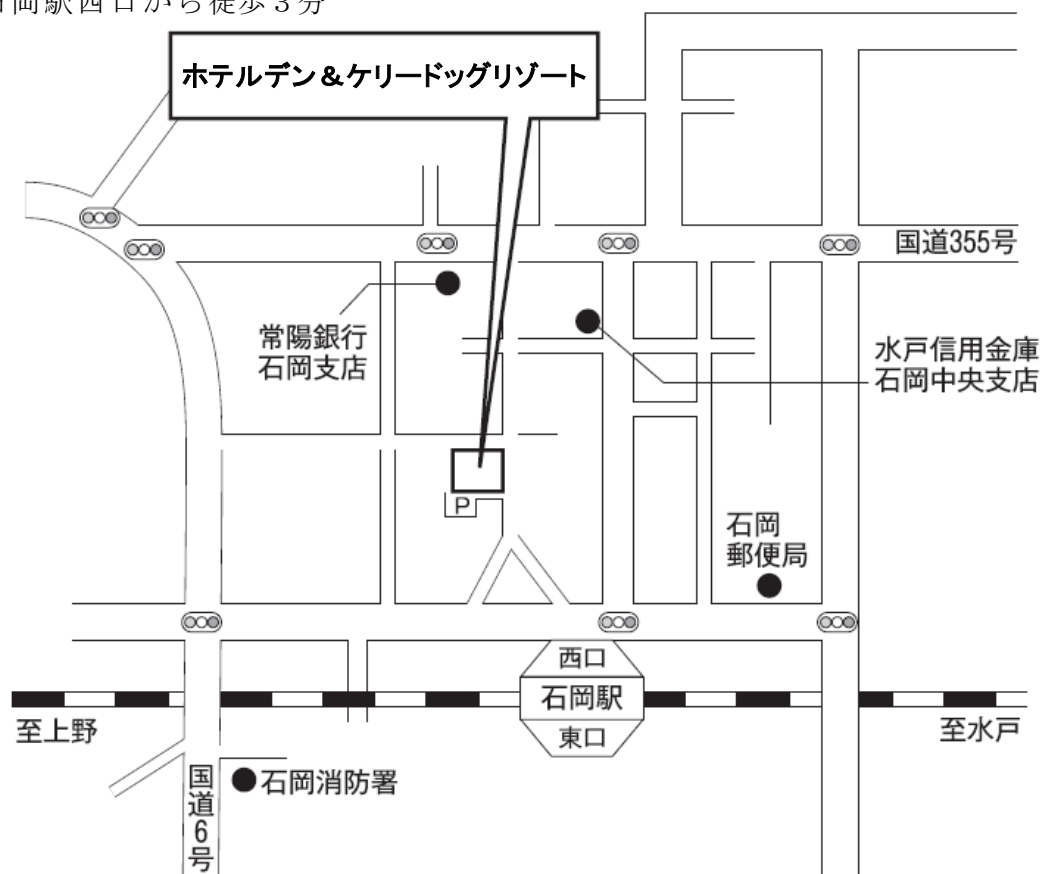 石岡駅西口から徒歩３分
ホテルデン＆ケリードッグリゾート
国道355号
常陽銀行
石岡支店
水戸信用金庫
石岡中央支店
P
石岡
郵便局
西口
石岡駅
東口
至上野
至水戸
石岡消防署
国道6号